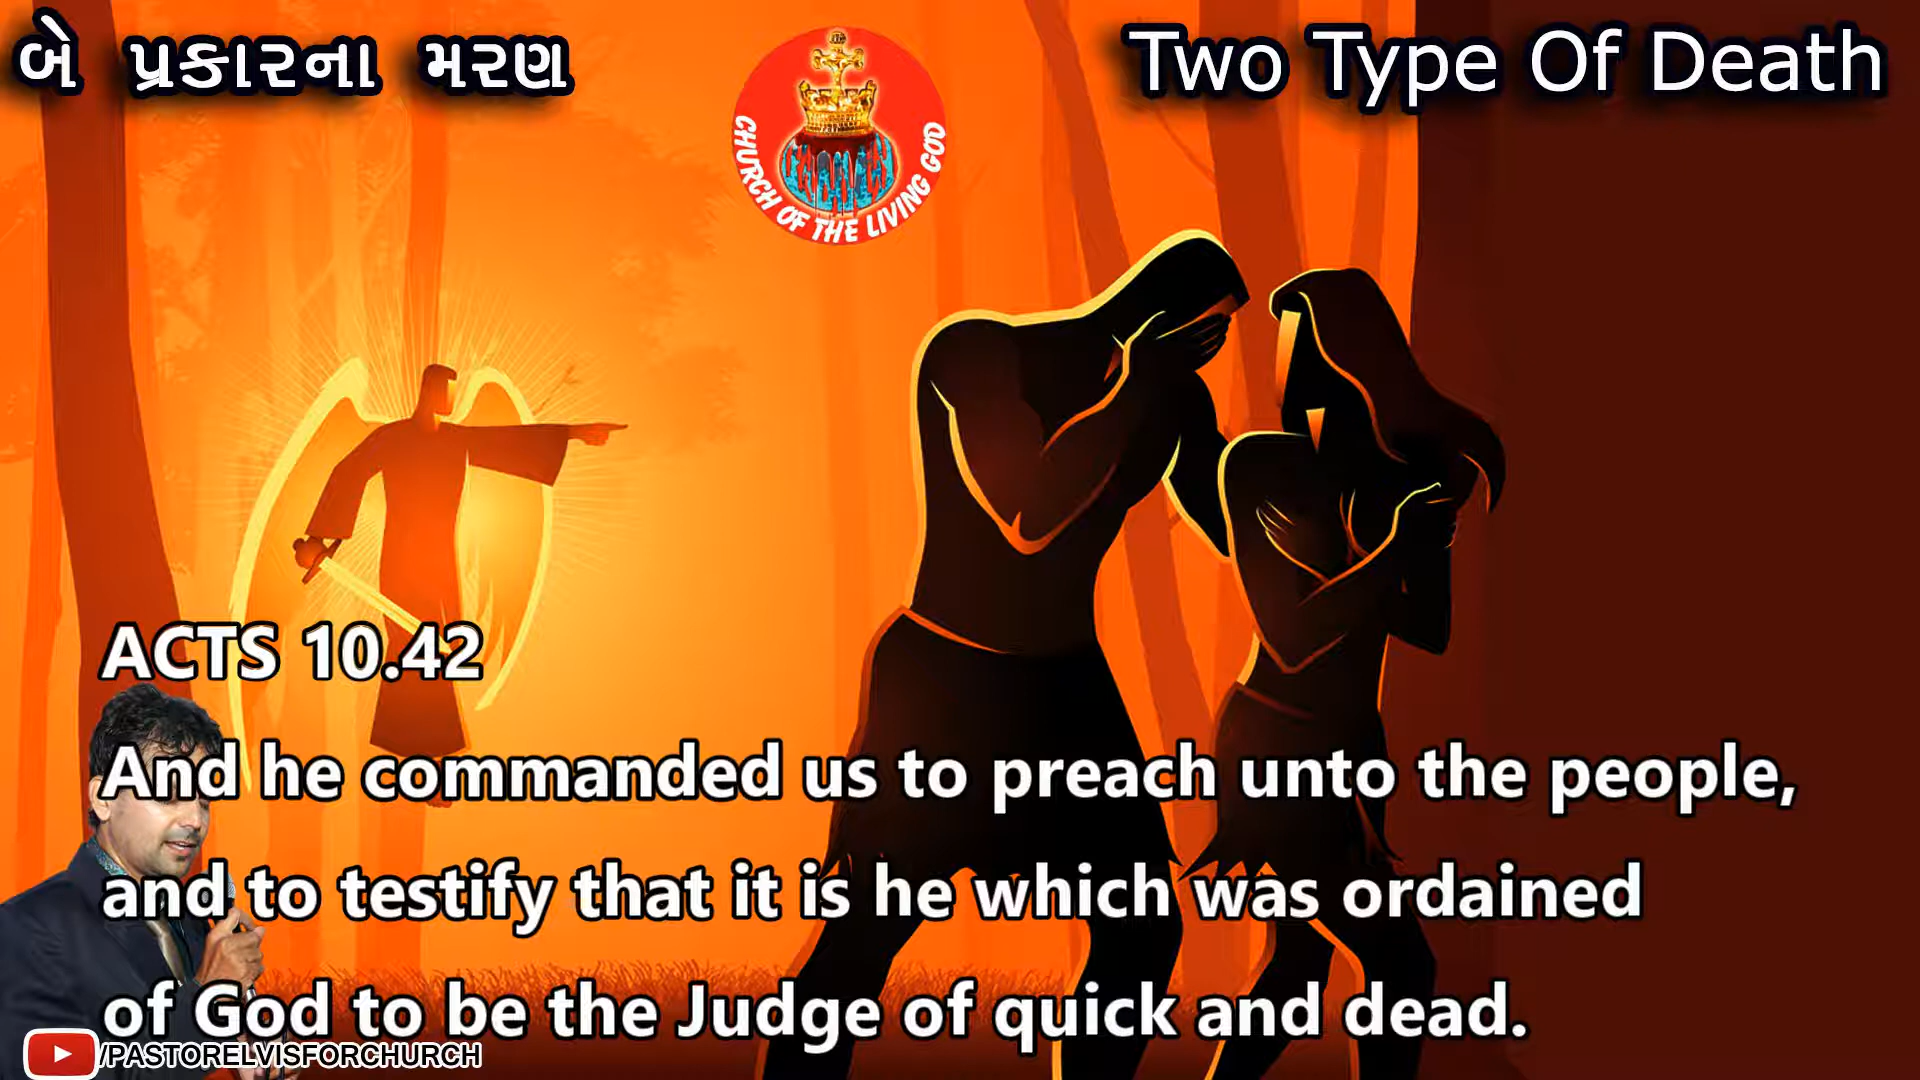 બે પ્રકારના મરણ
Two Type Of Death
CHURCH OF THE LIVING GOD
ACTS 10.42
And he commanded us to preach unto the people,
and to testify that it is he which was ordained
of God to be the Judge of quick and dead.
/PASTORELVISFORCHURCH